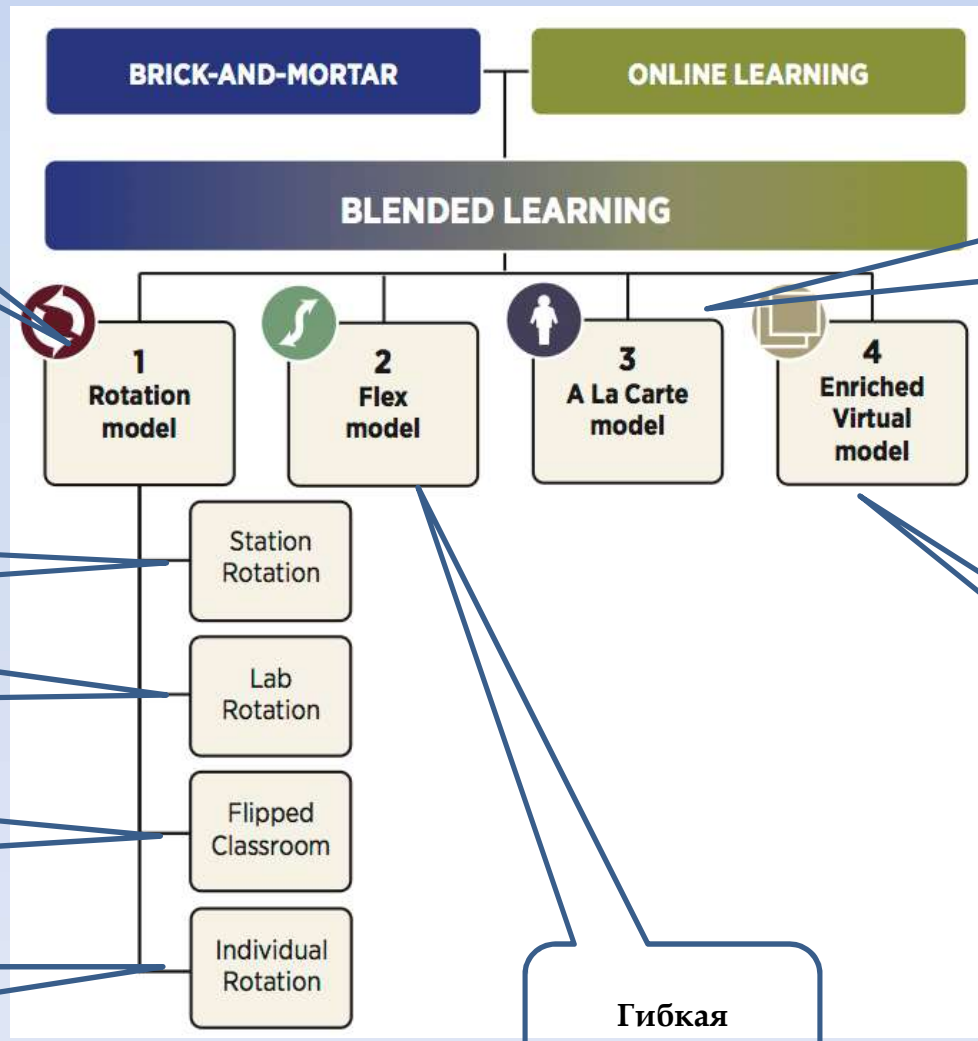 BRICK-AND-MORTAR
ONLINE LEARNING
BLENDED LEARNING
1
Rotation
model
2
Flex
model
3
A La Carte
model
4
Enriched
Virtual
model
Station
Rotation
Lab
Rotation
Flipped
Classroom
Individual
Rotation
Гибкая